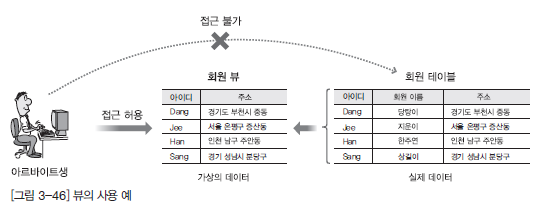 접근 불가
회원 뷰
회원 테이블
아이디 주소
Dang 경기도 부천시 중동
Jee 서울 은평구 증산동
Han 인천 남구 주안동
Sang 경기 성남시 분당구
아이디 회원 이름 주소
Dang 당탕이 경기도 부천시 중동
Jee 지운이 서울 은평구 증산동
Han 한주연 인천 남구 주안동
Sang 상길이 경기 성남시 분당구
접근 허용
아르바이트생
가상의 데이터
실제 데이터
[그림 3-46] 뷰의 사용 예